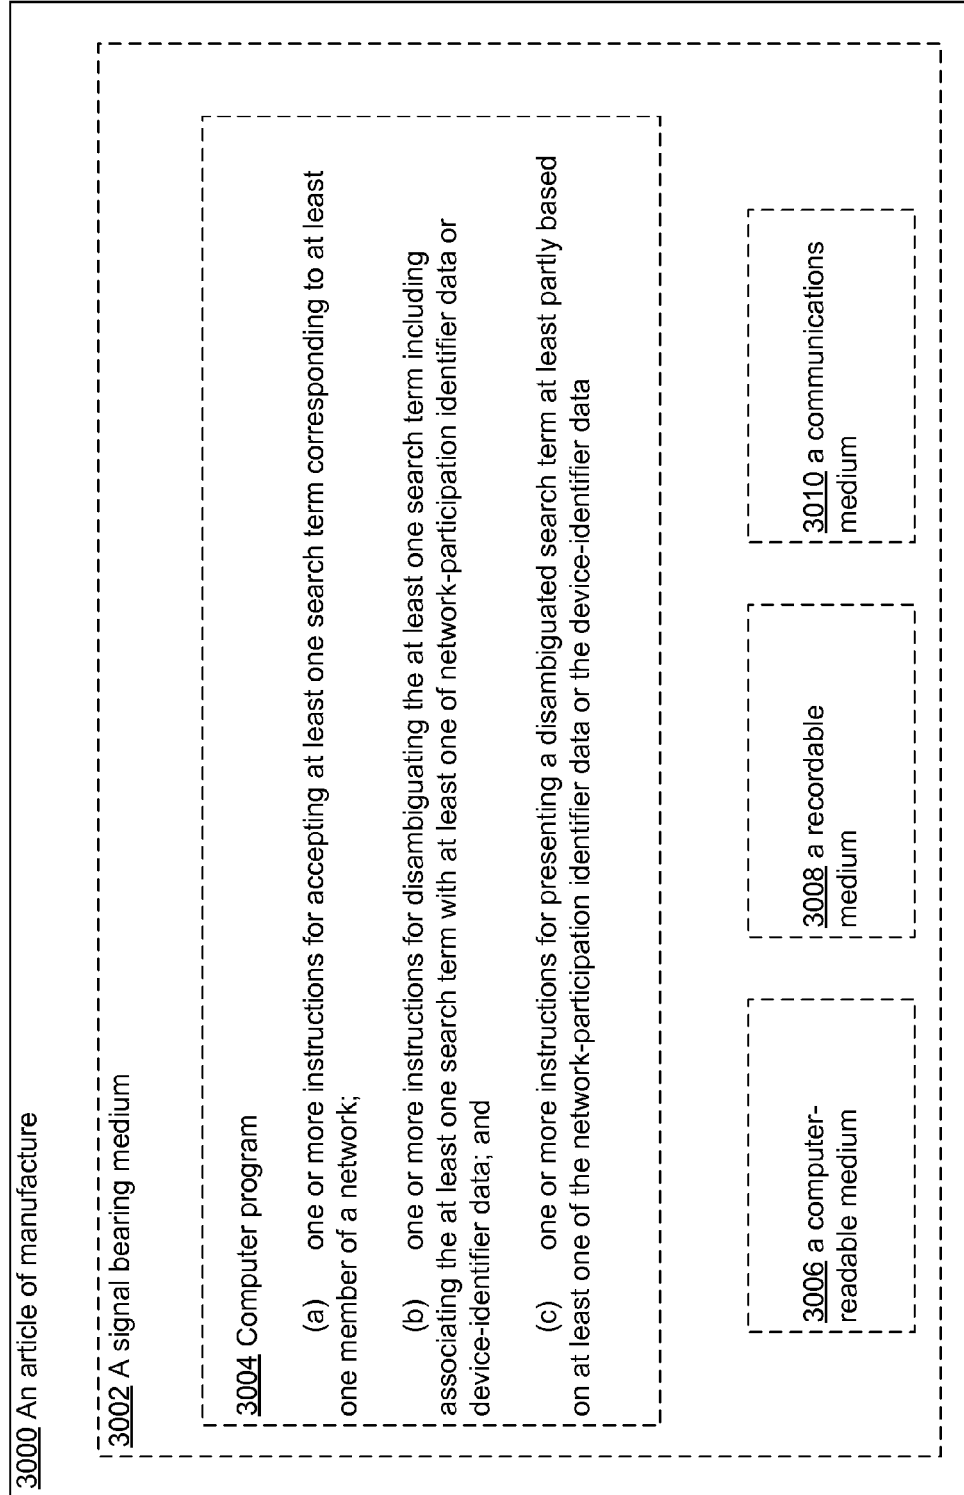 3000 An article of manufacture
3002 A signal bearing medium
3004 Computer program
(a) one or more instructions for accepting at least one search term corresponding to at least
one member of a network;
(b) one or more instructions for disambiguating the at least one search term including
associating the at least one search term with at least one of network-participation identifier data or
device-identifier data; and
(c) one or more instructions for presenting a disambiguated search term at least partly based
on at least one of the network-participation identifier data or the device-identifier data
3006 a computer-
readable medium
3008 a recordable
medium
3010 a communications
medium